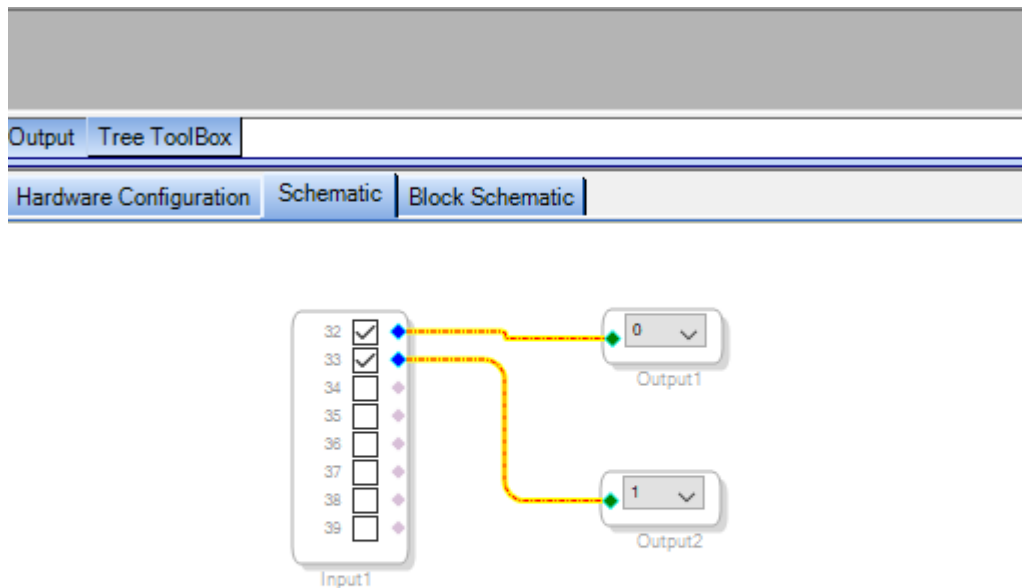 Output Tree ToolBox
Hardware Configuration Schematic Block Schematic
32
33
34
35
36
37
38
39
Input1
0
Output1
1
Output2